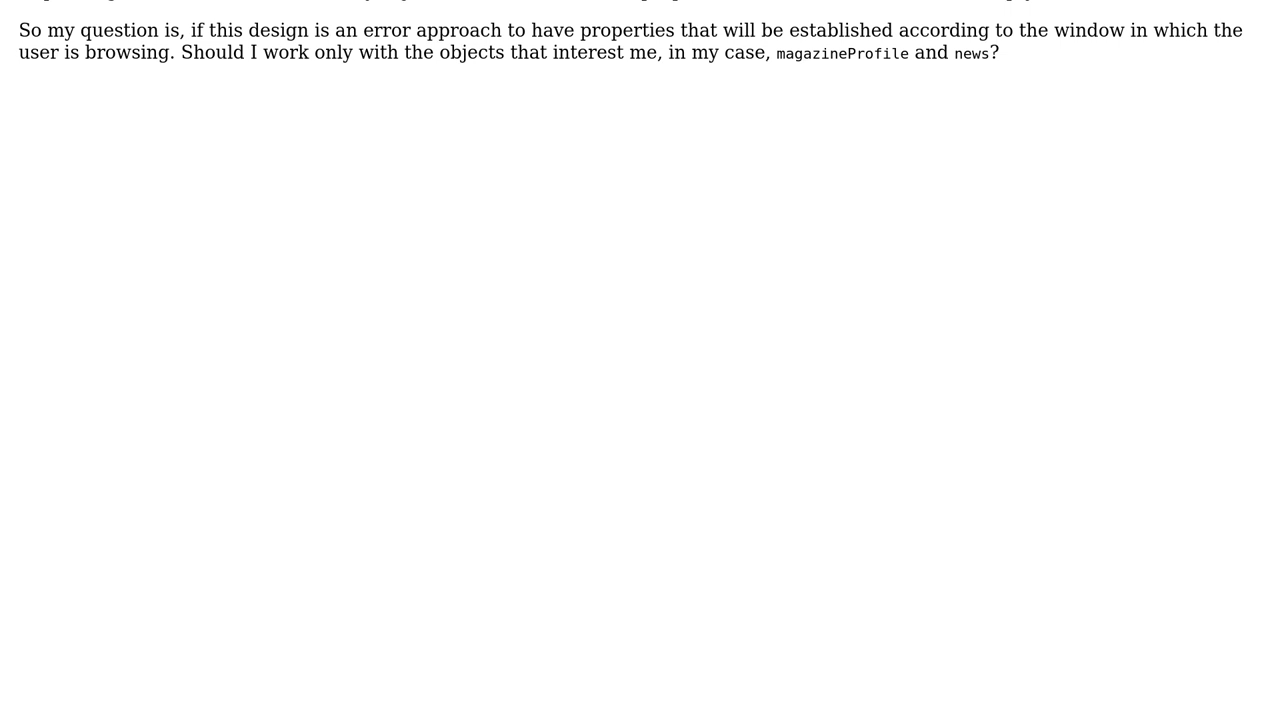 So my question is, if this design is an error approach to have properties that will be established according to the window in which the
user is browsing. Should I work only with the objects that interest me, in my case, magazineProfile and news?